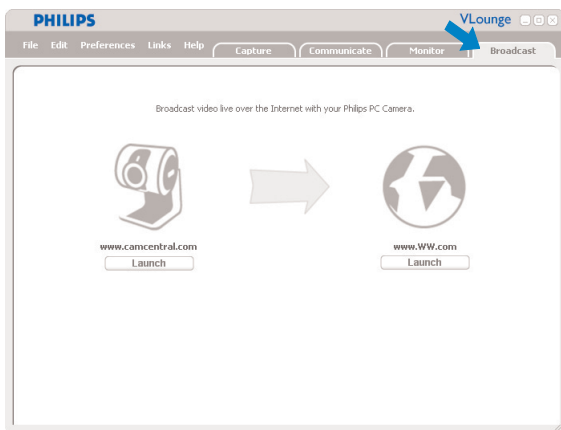 PHILIPS
VLounge
File Edit Preferences Links Help Capture Communicate Monitor Broadcast
Broadcast video live over the Internet with your Philips PC Camera.
www.camcentral.com
Launch
www.WW.com
Launch